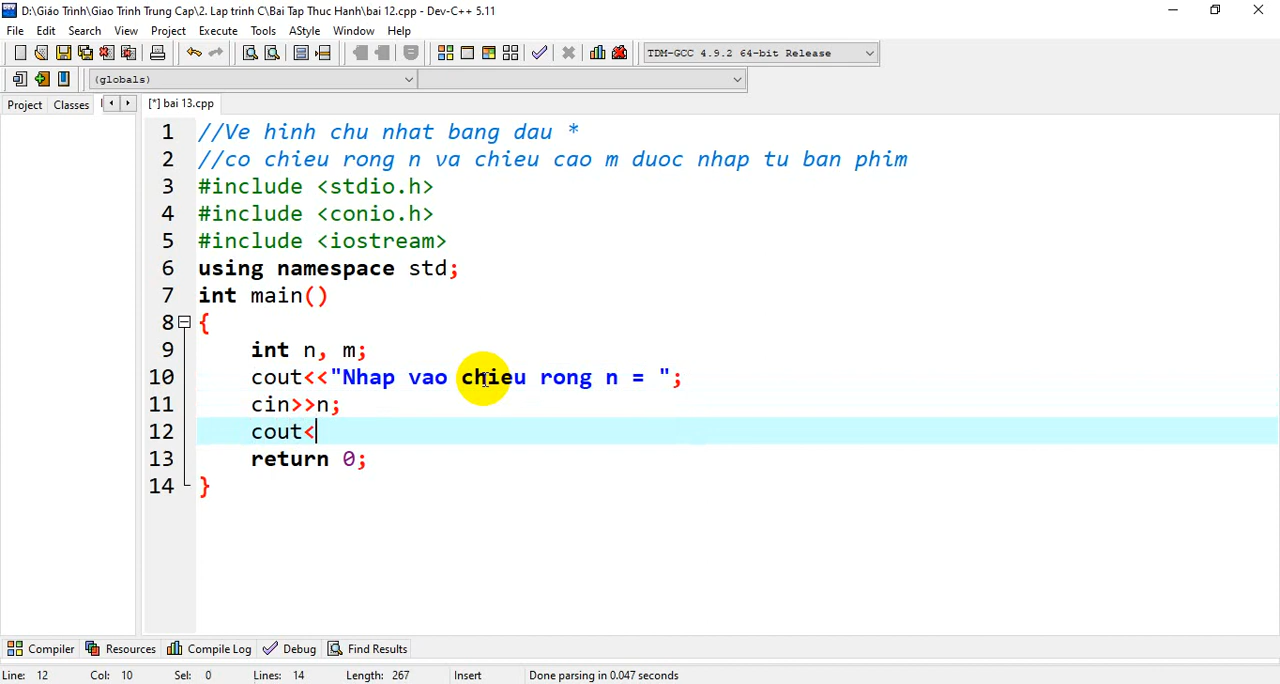 D:\Giáo Trình\Giao Trinh Trung Cap\2. Lap trinh C\Bai Tap Thuc Hanh\bai 12.cpp - Dev-C++ 5.11
File Edit Search View Project Execute Tools AStyle Window Help
TDM-GCC 4.9.2 64-bit Release
(globals)
Project Classes [*] bai 13.cpp
1 //Ve hinh chu nhat bang dau *
2 //co chieu rong n va chieu cao m duoc nhap tu ban phim
3 #include <stdio.h>
4 #include <conio.h>
5 #include <iostream>
6 using namespace std;
7 int main()
8 {
9 int n, m;
10 cout<<"Nhap vao chieu rong n = ";
11 cin>>n;
12 cout<
13 return 0;
14 }
Compiler Resources Compile Log Debug Find Results
Line: 12 Col: 10 Sel: 0 Lines: 14 Length: 267 Insert Done parsing in 0.047 seconds